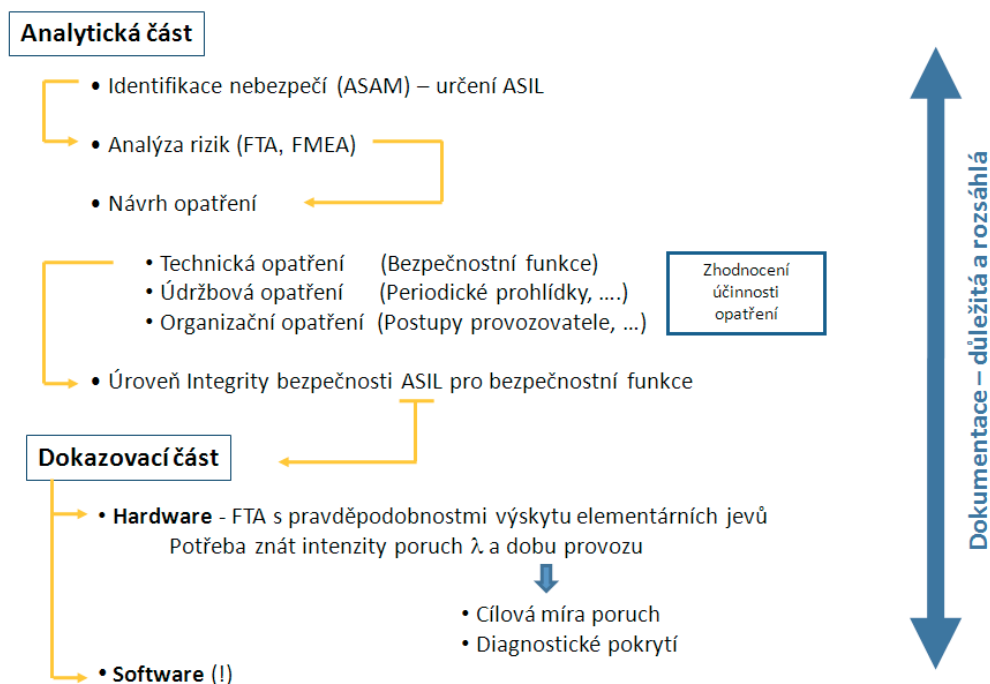 Analytická část
• Identifikace nebezpečí (ASAM) – určení ASIL
• Analýza rizik (FTA, FMEA)
• Návrh opatření
• Technická opatření (Bezpečnostní funkce)
• Údržbová opatření (Periodické prohlídky, ....)
• Organizační opatření (Postupy provozovatele, ...)
Zhodnocení
účinnosti
opatření
• Úroveň Integrity bezpečnosti ASIL pro bezpečnostní funkce
Dokazovací část
• Hardware - FTA s pravděpodobnostmi výskytu elementárních jevů
Potřeba znát intenzity poruch λ a dobu provozu
• Cílová míra poruch
• Diagnostické pokrytí
• Software (!)
Dokumentace – důležitá a rozsáhlá